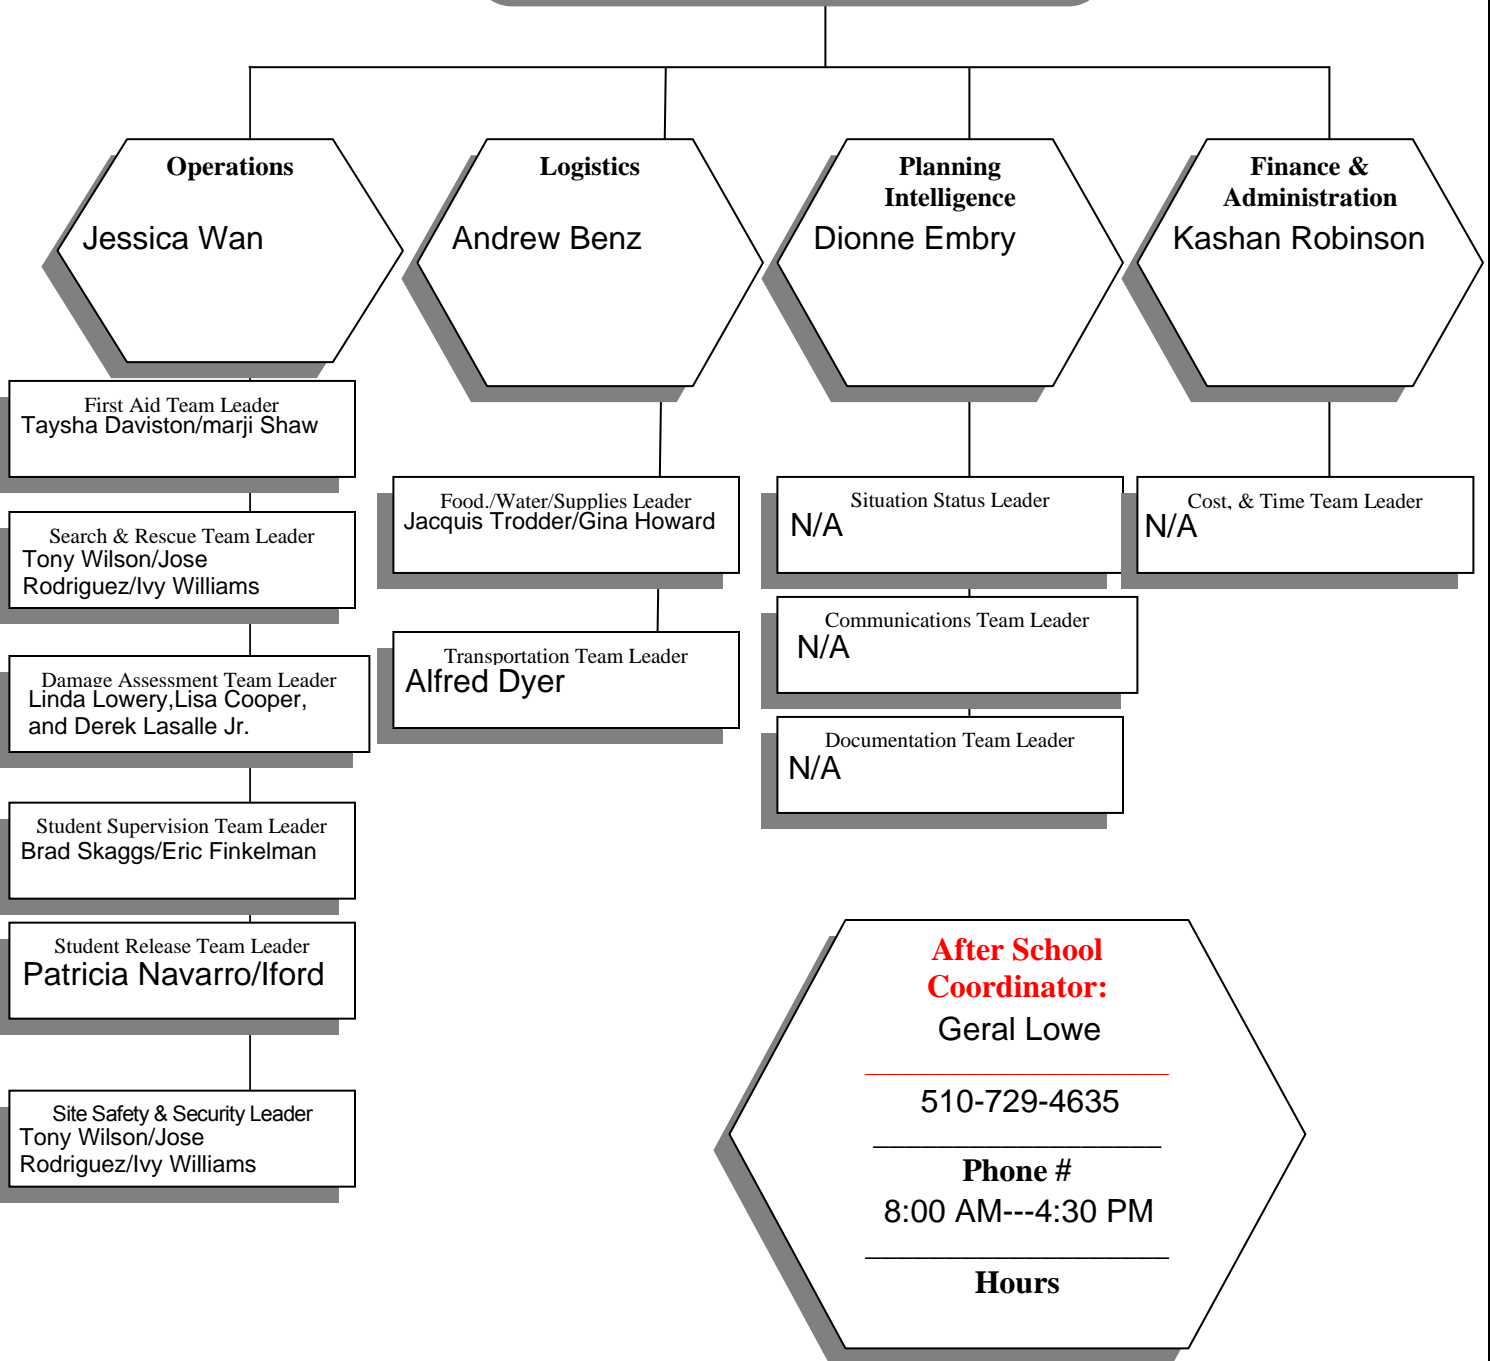 Operations
Jessica Wan
Logistics
Andrew Benz
Planning
Intelligence
Dionne Embry
Finance &
Administration
Kashan Robinson
First Aid Team Leader
Taysha Daviston/marji Shaw
Search & Rescue Team Leader
Tony Wilson/Jose
Rodriguez/Ivy Williams
Damage Assessment Team Leader
Linda Lowery,Lisa Cooper,
and Derek Lasalle Jr.
Student Supervision Team Leader
Brad Skaggs/Eric Finkelman
Student Release Team Leader
Patricia Navarro/Iford
Site Safety & Security Leader
Tony Wilson/Jose
Rodriguez/Ivy Williams
Food./Water/Supplies Leader
Jacquis Trodder/Gina Howard
Transportation Team Leader
Alfred Dyer
Situation Status Leader
N/A
Communications Team Leader
N/A
Documentation Team Leader
N/A
Cost, & Time Team Leader
N/A
After School
Coordinator:
Geral Lowe
510-729-4635
Phone #
8:00 AM---4:30 PM
Hours